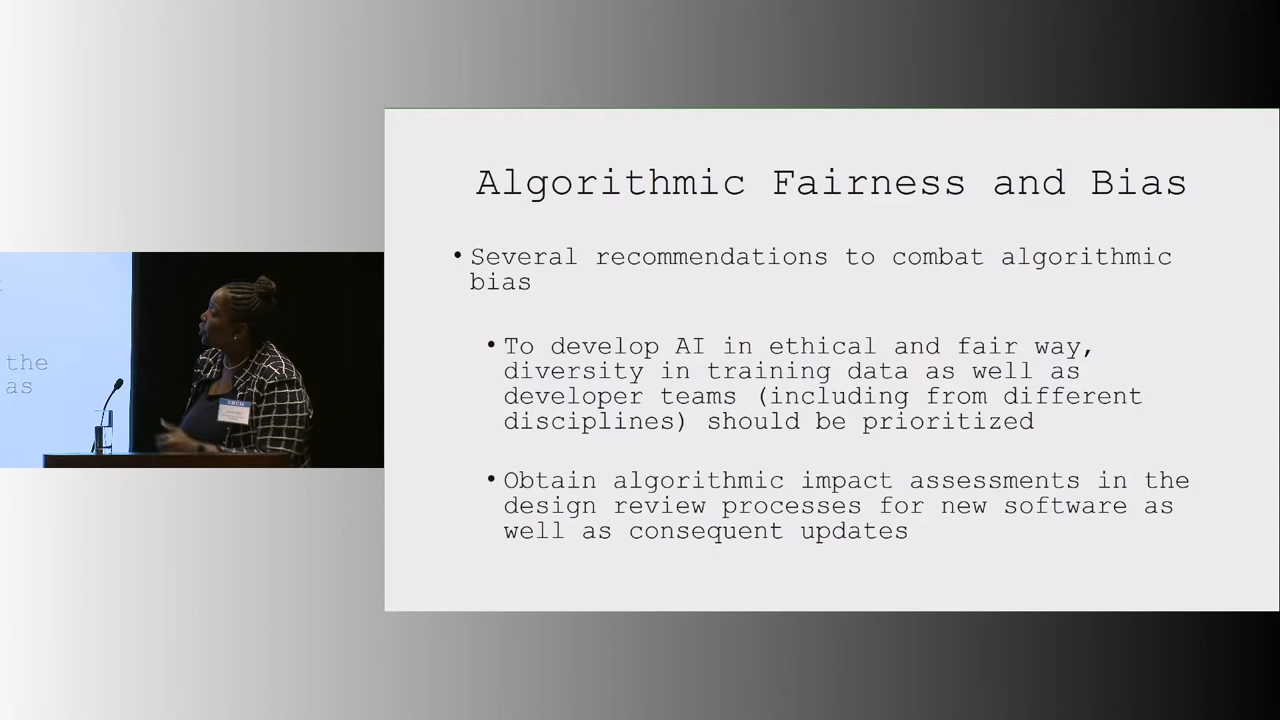 Algorithmic Fairness and Bias
• Several recommendations to combat algorithmic
bias
• To develop AI in ethical and fair way,
diversity in training data as well as
developer teams (including from different
disciplines) should be prioritized
• Obtain algorithmic impact assessments in the
design review processes for new software as
well as consequent updates
the
as